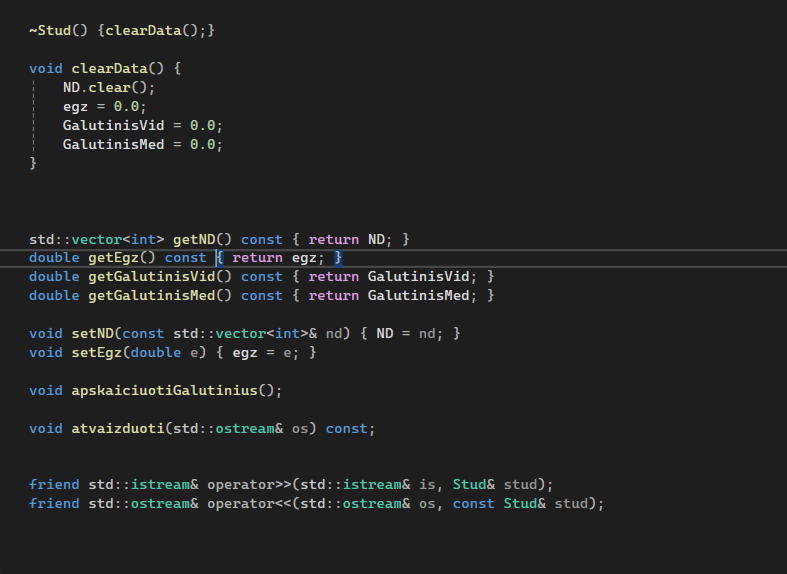 ~Stud() {clearData();}
void clearData() {
ND.clear();
egz = 0.0;
GalutinisVid = 0.0;
GalutinisMed = 0.0;
}
std::vector<int> getND() const { return ND; }
double getEgz() const { return egz; }
double getGalutinisVid() const { return GalutinisVid; }
double getGalutinisMed() const { return GalutinisMed; }
void setND(const std::vector<int>& nd) { ND = nd; }
void setEgz(double e) { egz = e; }
void apskaiciuotiGalutinius();
void atvaizduoti(std::ostream& os) const;
friend std::istream& operator>>(std::istream& is, Stud& stud);
friend std::ostream& operator<<(std::ostream& os, const Stud& stud);